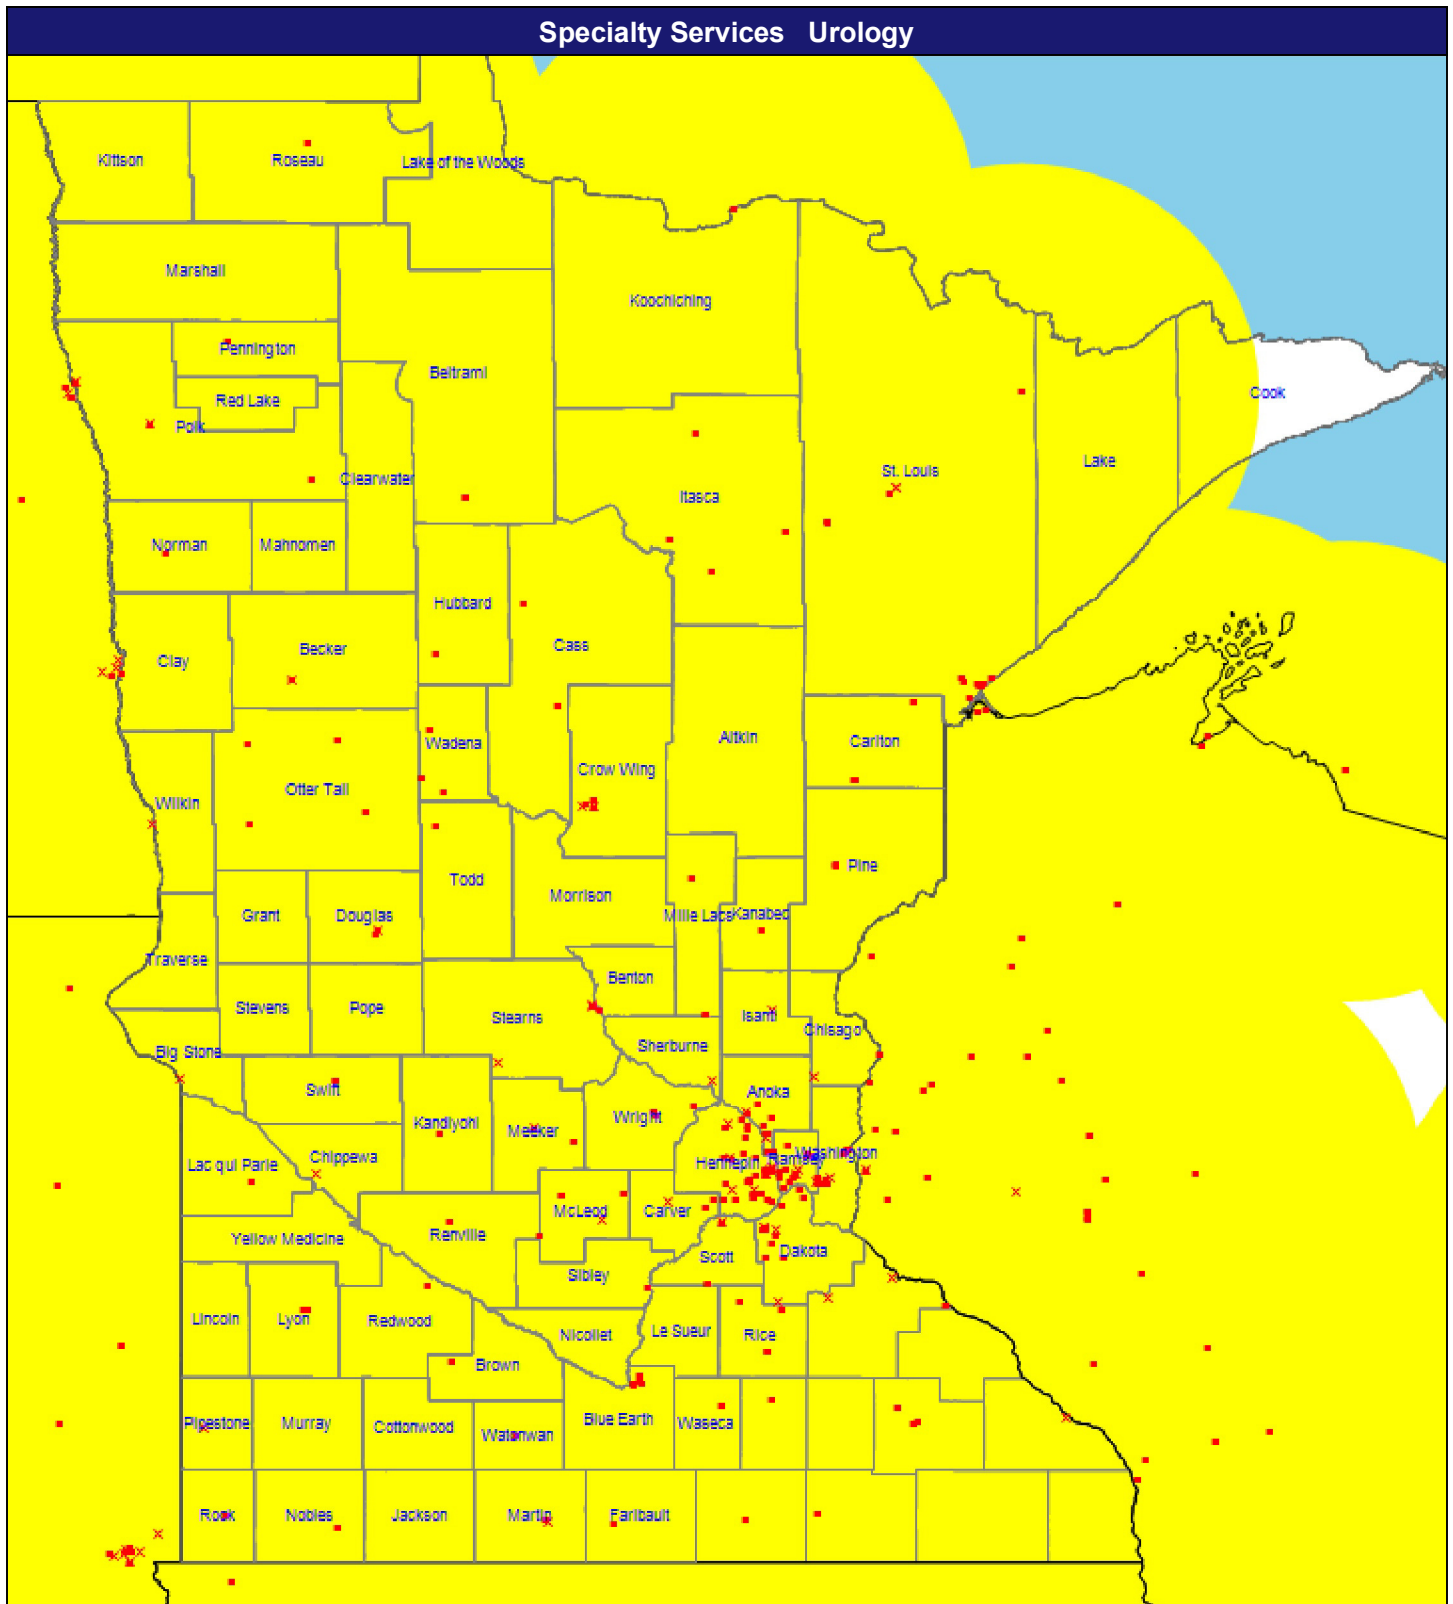 Specialty Services Urology
Kittson
Roseau
Lake of the Woods
Marshall
Koochiching
Pennington
Beltrami
Red Lake
Cook
Polk
Clearwater
St. Louis
Lake
Itasca
Norman
Mahnomen
Hubbard
Cass
Clay
Becker
Wadena
Aitkin
Carlton
Crow Wing
Otter Tail
Wilkin
Pine
Todd
Morrison
Grant
Douglas
Mille Lacs
Kanabec
Traverse
Benton
Stevens
Pope
Stearns
Isanti
Chisago
Big Stone
Sherburne
Swift
Anoka
Kandiyohi
Meeker
Wright
Lac qui Parle
Chippewa
Hennepin
Ramsey
Washington
McLeod
Carver
Yellow Medicine
Renville
Scott
Dakota
Sibley
Lincoln
Lyon
Redwood
Nicollet
Le Sueur
Rice
Brown
Pipestone
Murray
Cottonwood
Watonwan
Blue Earth
Waseca
Rock
Nobles
Jackson
Martin
Faribault